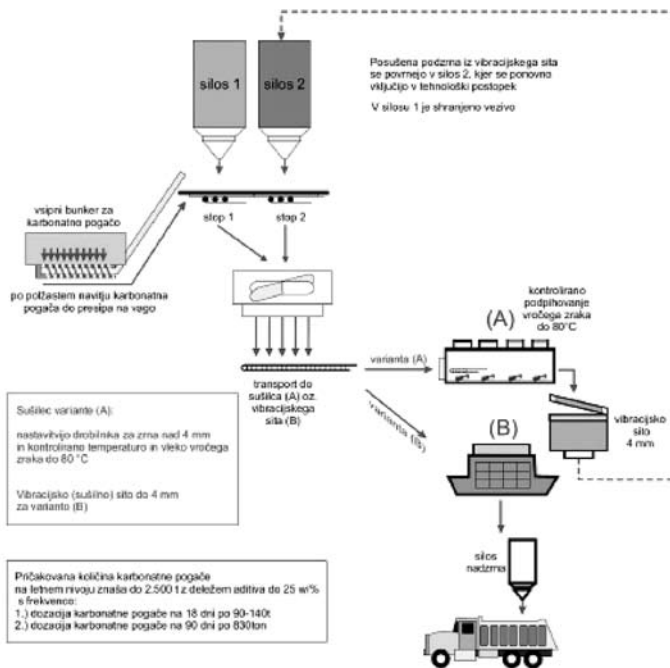 silos 1
silos 2
Posušena podzrna iz vibracijskega sita
se povrnejo v silos 2, kjer se ponovno
vključijo v tehnološki postopek
V silosu 1 je shranjeno vezivo
vsipni bunker za
karbonatno pogačo
stop 1
stop 2
po polžastem navitju karbonatna
pogača do presipa na vago
kontrolirano
podpihovanje
vročega zraka
do 80°C
(A)
varianta (A)
transport do
sušilca (A) oz.
vibracijskega
sita (B)
varianta (B)
(B)
vibracijsko
sito
4 mm
Sušilec variante (A):
nastavitvijo drobilnika za zrna nad 4 mm
in kontrolirano temperaturo in vleko vročega
zraka do 80 °C
Vibracijsko (sušilno) sito do 4 mm
za varianto (B)
silos
nadzrna
Pričakovana količina karbonatne pogače
na letnem nivoju znaša do 2.500 t z deležem aditiva do 25 w/%
s frekvenco:
1.) dozacija karbonatne pogače na 18 dni po 90-140t
2.) dozacija karbonatne pogače na 90 dni po 830ton